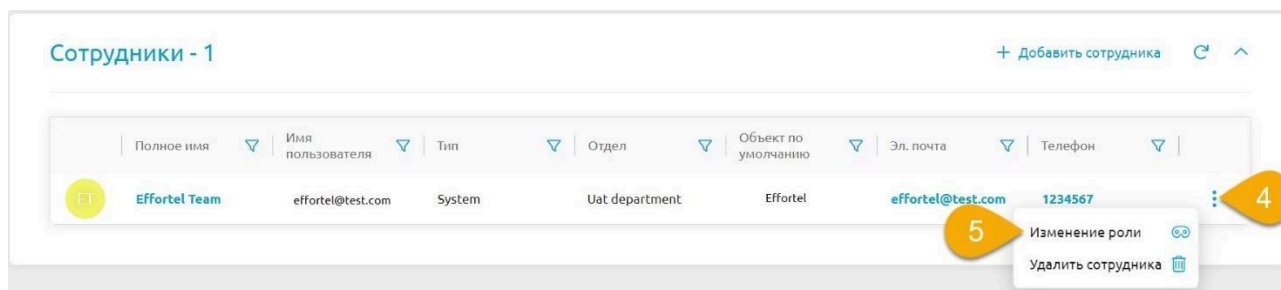 Сотрудники - 1
+ Добавить сотрудника
Полное имя
Имя пользователя
Тип
Отдел
Объект по умолчанию
Эл. почта
Телефон
ET
Effortel Team
effortel@test.com
System
Uat department
Effortel
effortel@test.com
1234567
4
5
Изменение роли
Удалить сотрудника